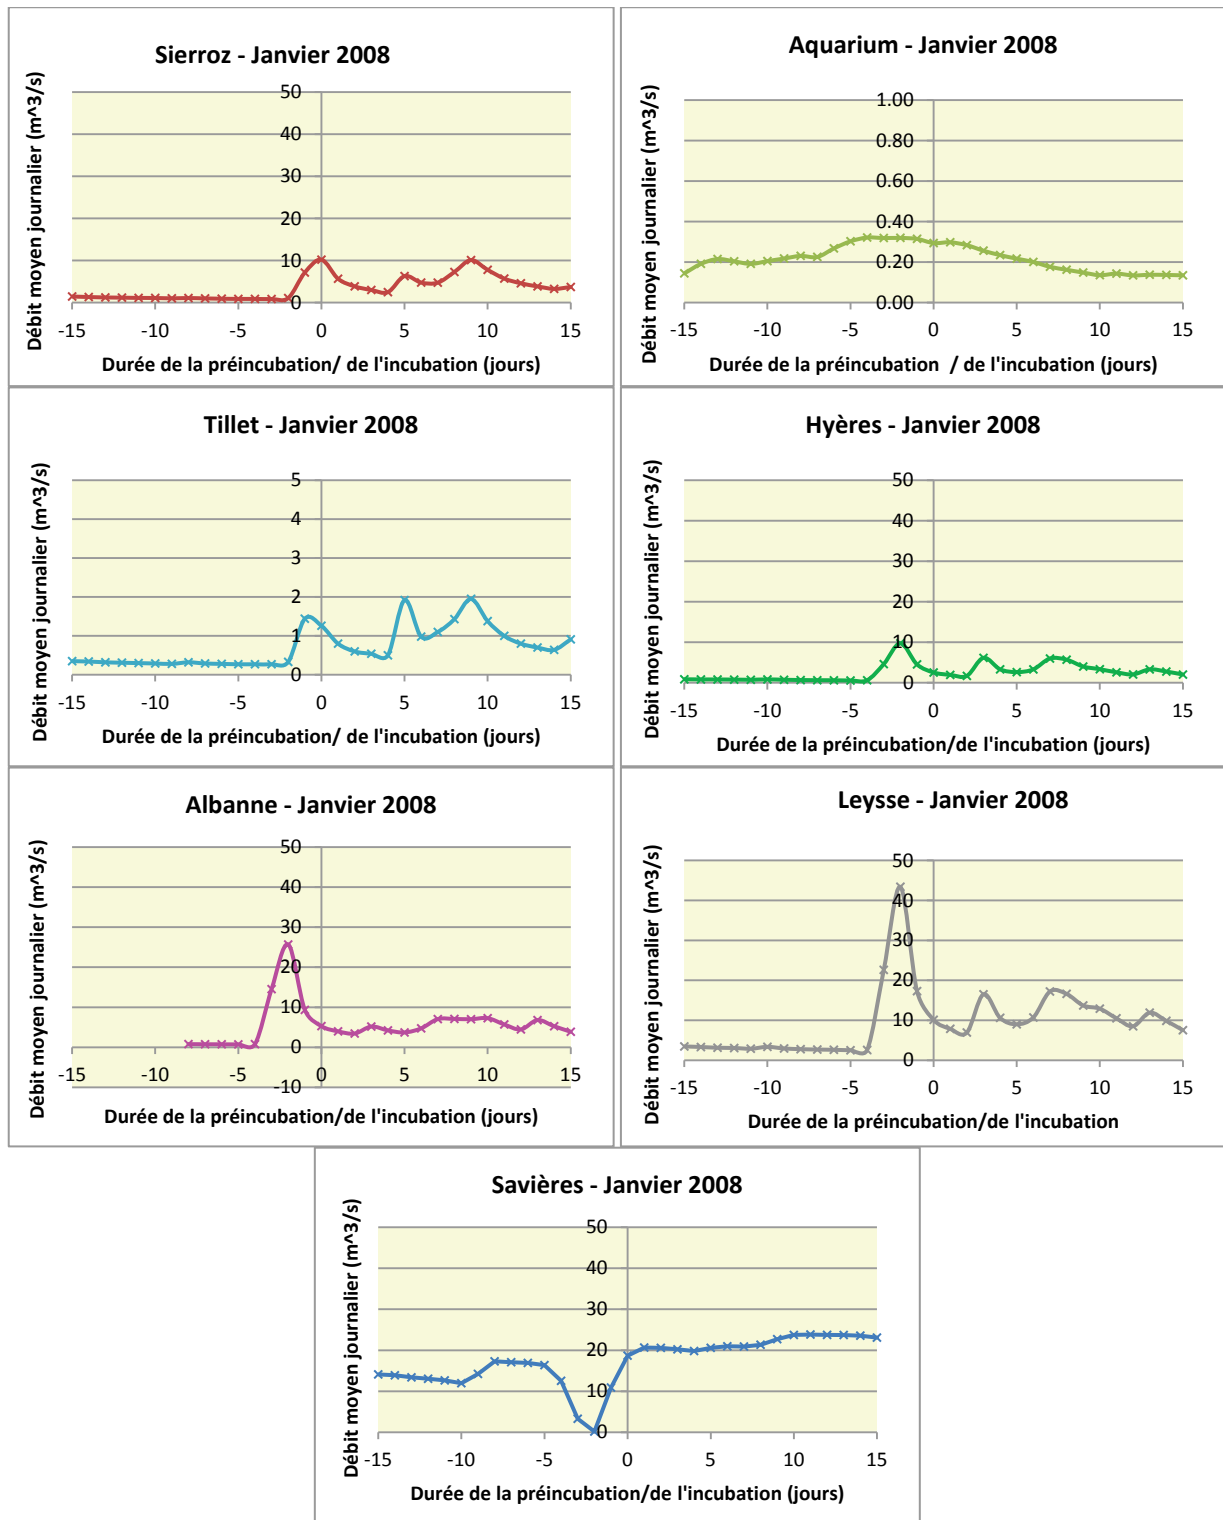 Sierroz - Janvier 2008
Débit moyen journalier (m^3/s)
50
40
30
20
10
0
-15 -10 -5 0 5 10 15
Durée de la préincubation/ de l'incubation (jours)
Aquarium - Janvier 2008
Débit moyen journalier (m^3/s)
1.00
0.80
0.60
0.40
0.20
0.00
-15 -10 -5 0 5 10 15
Durée de la préincubation / de l'incubation (jours)
Tillet - Janvier 2008
Débit moyen journalier (m^3/s)
5
4
3
2
1
0
-15 -10 -5 0 5 10 15
Durée de la préincubation/ de l'incubation (jours)
Hyères - Janvier 2008
Débit moyen journalier (m^3/s)
50
40
30
20
10
0
-15 -10 -5 0 5 10 15
Durée de la préincubation/de l'incubation (jours)
Albanne - Janvier 2008
Débit moyen journalier (m^3/s)
50
40
30
20
10
0
-10
-15 -10 -5 0 5 10 15
Durée de la préincubation/de l'incubation (jours)
Leysse - Janvier 2008
Débit moyen journalier (m^3/s)
50
40
30
20
10
0
-15 -10 -5 0 5 10 15
Durée de la préincubation/de l'incubation
Savières - Janvier 2008
Débit moyen journalier (m^3/s)
50
40
30
20
10
0
-15 -10 -5 0 5 10 15
Durée de la préincubation/de l'incubation (jours)